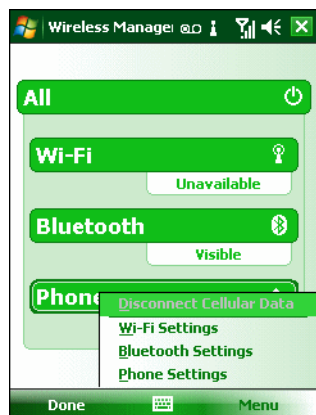 Wireless Manager
All
Wi-Fi
Unavailable
Bluetooth
Visible
Phone
Disconnect Cellular Data
Wi-Fi Settings
Bluetooth Settings
Phone Settings
Done
Menu